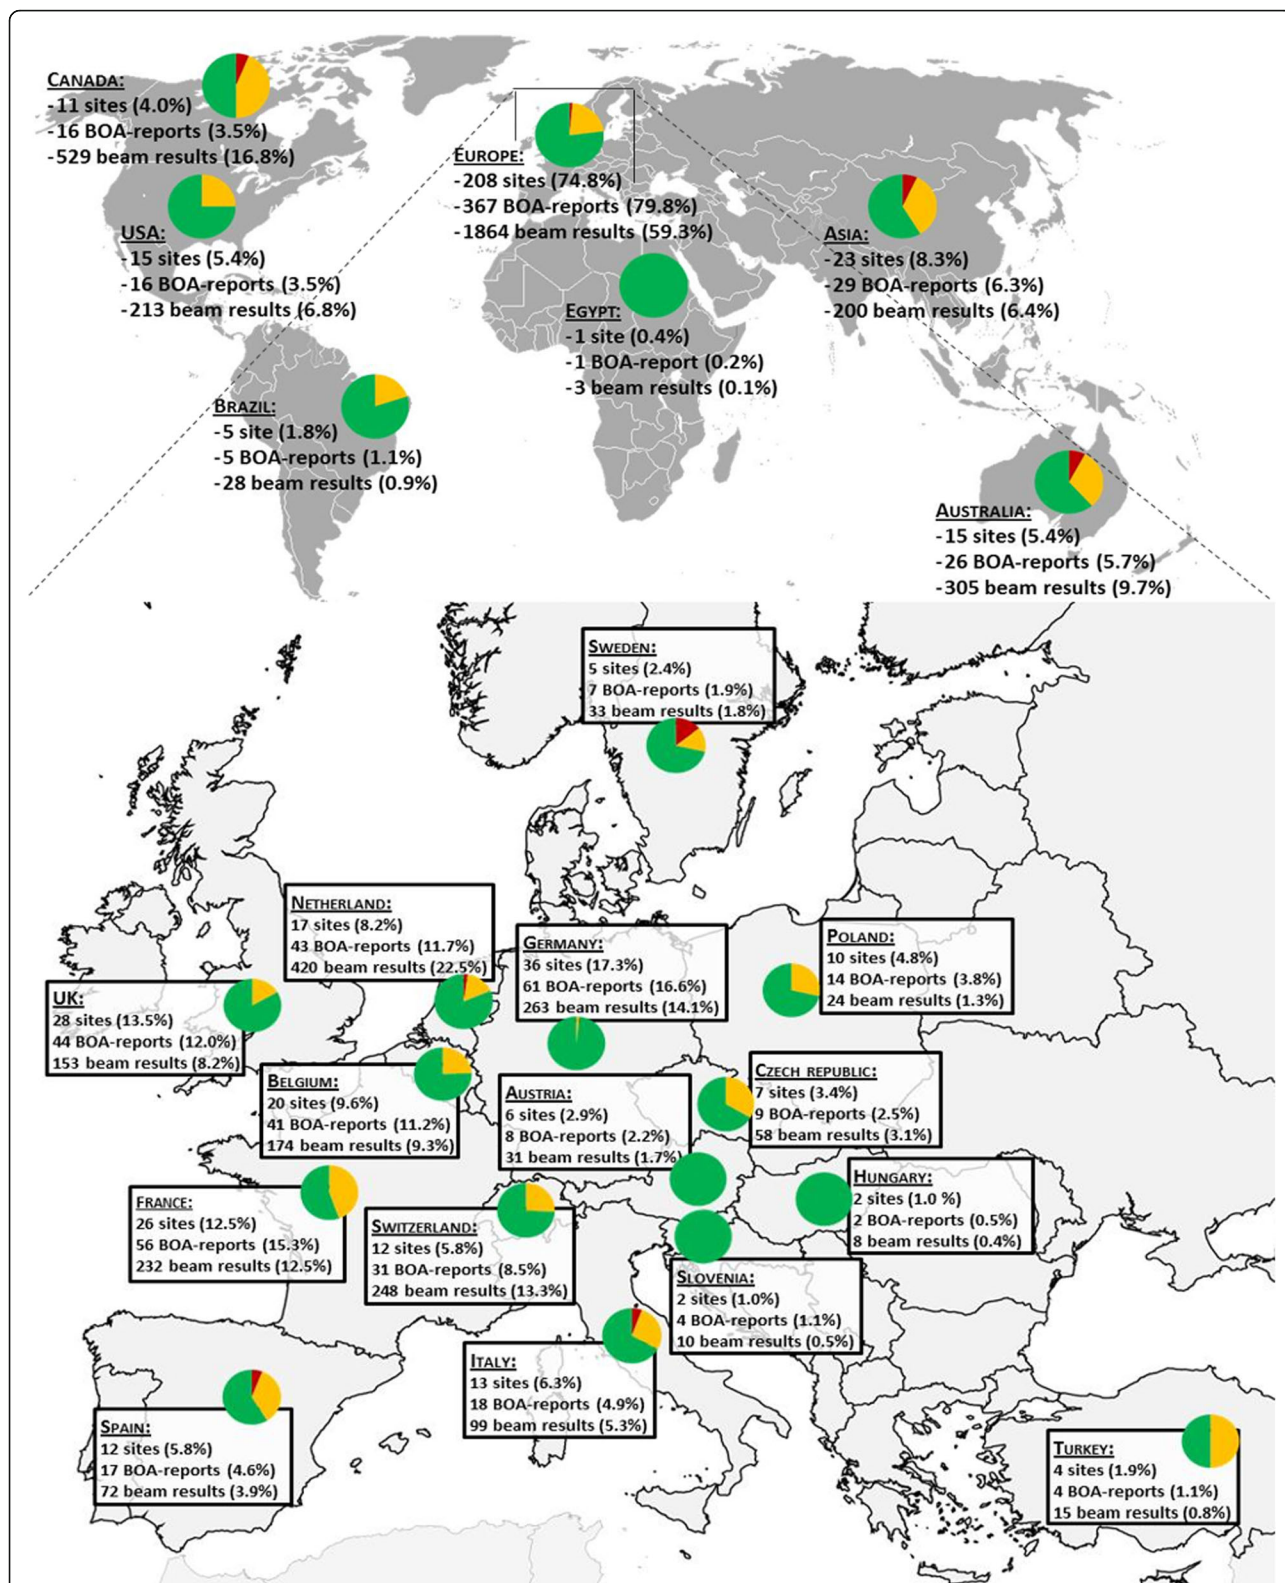 CANADA:
-11 sites (4.0%)
-16 BOA-reports (3.5%)
-529 beam results (16.8%)
USA:
-15 sites (5.4%)
-16 BOA-reports (3.5%)
-213 beam results (6.8%)
BRAZIL:
-5 site (1.8%)
-5 BOA-reports (1.1%)
-28 beam results (0.9%)
EUROPE:
-208 sites (74.8%)
-367 BOA-reports (79.8%)
-1864 beam results (59.3%)
EGYPT:
-1 site (0.4%)
-1 BOA-report (0.2%)
-3 beam results (0.1%)
ASIA:
-23 sites (8.3%)
-29 BOA-reports (6.3%)
-200 beam results (6.4%)
AUSTRALIA:
-15 sites (5.4%)
-26 BOA-reports (5.7%)
-305 beam results (9.7%)
SWEDEN:
5 sites (2.4%)
7 BOA-reports (1.9%)
33 beam results (1.8%)
NETHERLAND:
17 sites (8.2%)
43 BOA-reports (11.7%)
420 beam results (22.5%)
GERMANY:
36 sites (17.3%)
61 BOA-reports (16.6%)
263 beam results (14.1%)
POLAND:
10 sites (4.8%)
14 BOA-reports (3.8%)
24 beam results (1.3%)
UK:
28 sites (13.5%)
44 BOA-reports (12.0%)
153 beam results (8.2%)
BELGIUM:
20 sites (9.6%)
41 BOA-reports (11.2%)
174 beam results (9.3%)
AUSTRIA:
6 sites (2.9%)
8 BOA-reports (2.2%)
31 beam results (1.7%)
CZECH REPUBLIC:
7 sites (3.4%)
9 BOA-reports (2.5%)
58 beam results (3.1%)
FRANCE:
26 sites (12.5%)
56 BOA-reports (15.3%)
232 beam results (12.5%)
SWITZERLAND:
12 sites (5.8%)
31 BOA-reports (8.5%)
248 beam results (13.3%)
HUNGARY:
2 sites (1.0 %)
2 BOA-reports (0.5%)
8 beam results (0.4%)
SLOVENIA:
2 sites (1.0%)
4 BOA-reports (1.1%)
10 beam results (0.5%)
ITALY:
13 sites (6.3%)
18 BOA-reports (4.9%)
99 beam results (5.3%)
SPAIN:
12 sites (5.8%)
17 BOA-reports (4.6%)
72 beam results (3.9%)
TURKEY:
4 sites (1.9%)
4 BOA-reports (1.1%)
15 beam results (0.8%)